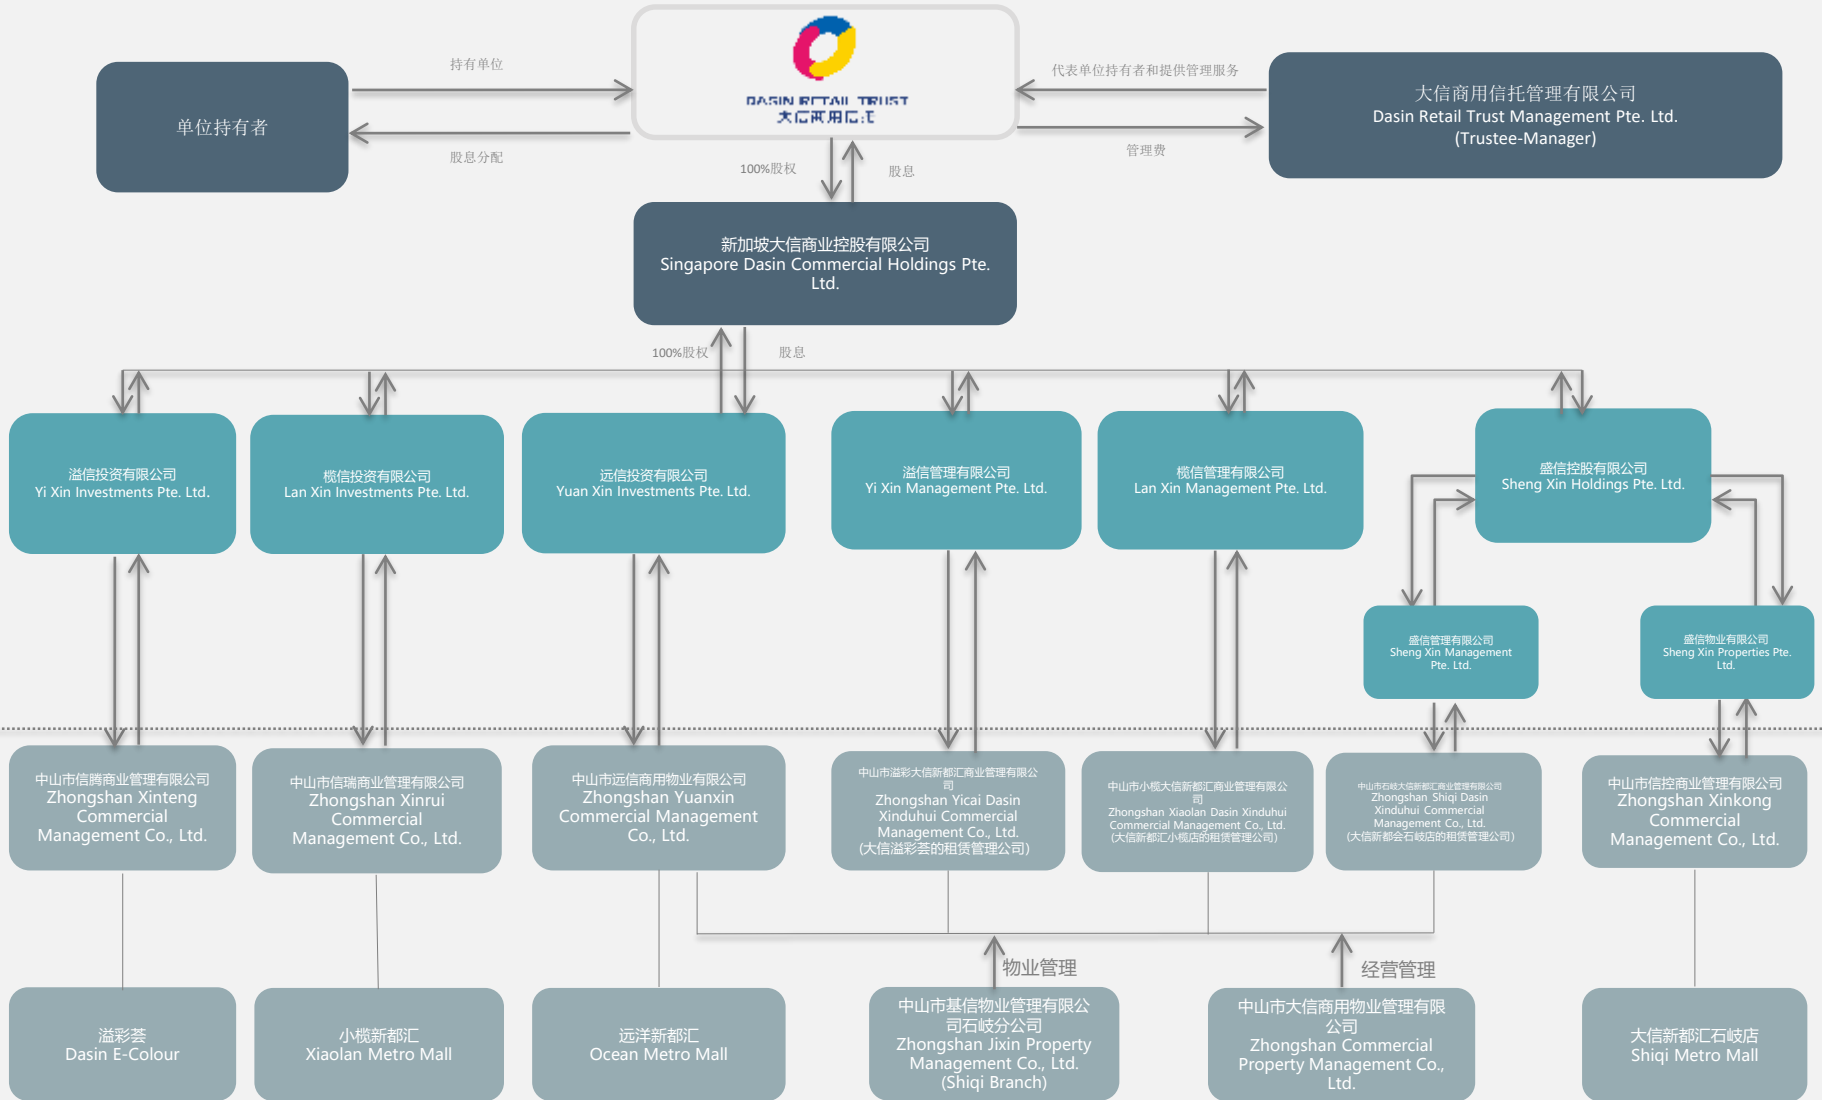 持有单位
单位持有者
股息分配
DASIN RETAIL TRUST
大信商用信托
代表单位持有者和提供管理服务
管理费
大信商用信托管理有限公司
Dasin Retail Trust Management Pte. Ltd.
(Trustee-Manager)
100%股权
股息
新加坡大信商业控股有限公司
Singapore Dasin Commercial Holdings Pte.
Ltd.
100%股权
股息
溢信投资有限公司
Yi Xin Investments Pte. Ltd.
榄信投资有限公司
Lan Xin Investments Pte. Ltd.
远信投资有限公司
Yuan Xin Investments Pte. Ltd.
溢信管理有限公司
Yi Xin Management Pte. Ltd.
榄信管理有限公司
Lan Xin Management Pte. Ltd.
盛信控股有限公司
Sheng Xin Holdings Pte. Ltd.
盛信管理有限公司
Sheng Xin Management
Pte. Ltd.
盛信物业有限公司
Sheng Xin Properties Pte.
Ltd.
中山市信腾商业管理有限公司
Zhongshan Xinteng
Commercial
Management Co., Ltd.
中山市信瑞商业管理有限公司
Zhongshan Xinrui
Commercial
Management Co., Ltd.
中山市远信商用物业有限公司
Zhongshan Yuanxin
Commercial Management
Co., Ltd.
中山市溢彩大信新都汇商业管理有限公
司
Zhongshan Yicai Dasin
Xinduhui Commercial
Management Co., Ltd.
(大信溢彩荟的租赁管理公司)
中山市小榄大信新都汇商业管理有限公
司
Zhongshan Xiaolan Dasin Xinduhui
Commercial Management Co., Ltd.
(大信新都汇小榄店的租赁管理公司)
中山市石岐大信新都汇商业管理有限公司
Zhongshan Shiqi Dasin
Xinduhui Commercial
Management Co., Ltd.
(大信新都会石岐店的租赁管理公司)
中山市信控商业管理有限公司
Zhongshan Xinkong
Commercial
Management Co., Ltd.
物业管理
经营管理
溢彩荟
Dasin E-Colour
小榄新都汇
Xiaolan Metro Mall
远洋新都汇
Ocean Metro Mall
中山市基信物业管理有限公
司石岐分公司
Zhongshan Jixin Property
Management Co., Ltd.
(Shiqi Branch)
中山市大信商用物业管理有限
公司
Zhongshan Commercial
Property Management Co.,
Ltd.
大信新都汇石岐店
Shiqi Metro Mall